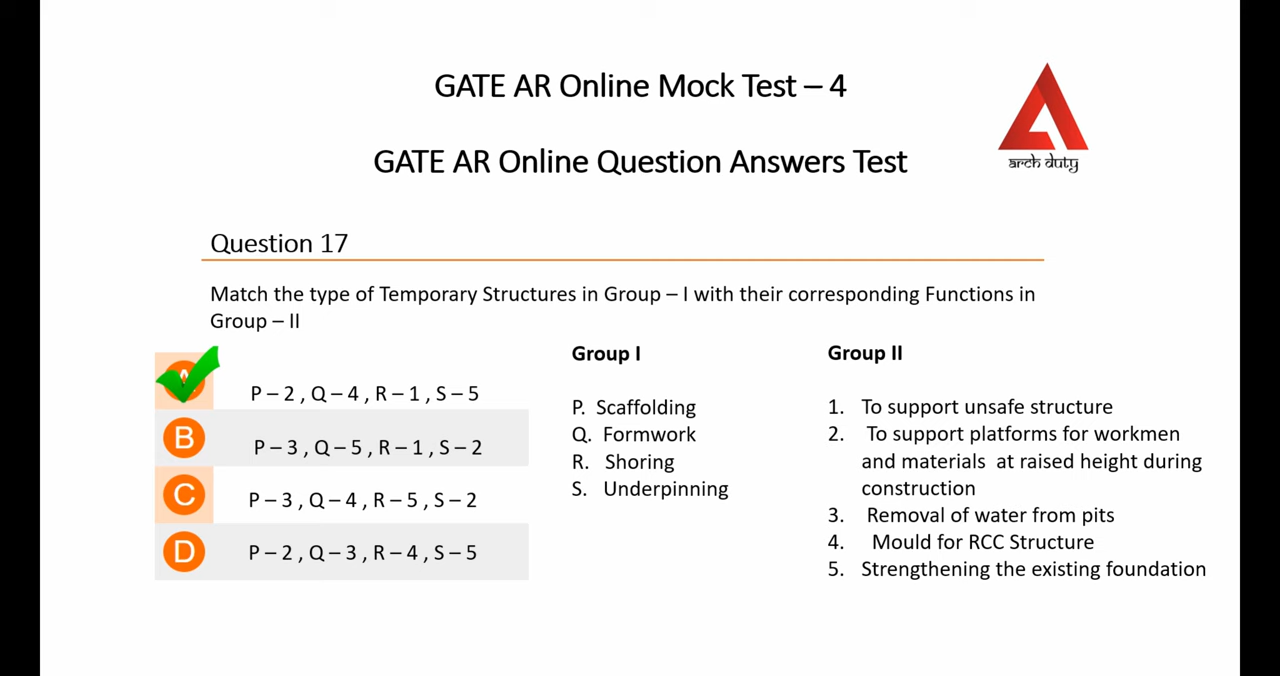 GATE AR Online Mock Test – 4
GATE AR Online Question Answers Test
arch duty
Question 17
Match the type of Temporary Structures in Group – I with their corresponding Functions in
Group – II
A
P – 2 , Q – 4 , R – 1 , S – 5
B
P – 3 , Q – 5 , R – 1 , S – 2
C
P – 3 , Q – 4 , R – 5 , S – 2
D
P – 2 , Q – 3 , R – 4 , S – 5
Group I
P. Scaffolding
Q. Formwork
R. Shoring
S. Underpinning
Group II
1. To support unsafe structure
2. To support platforms for workmen
and materials at raised height during
construction
3. Removal of water from pits
4. Mould for RCC Structure
5. Strengthening the existing foundation